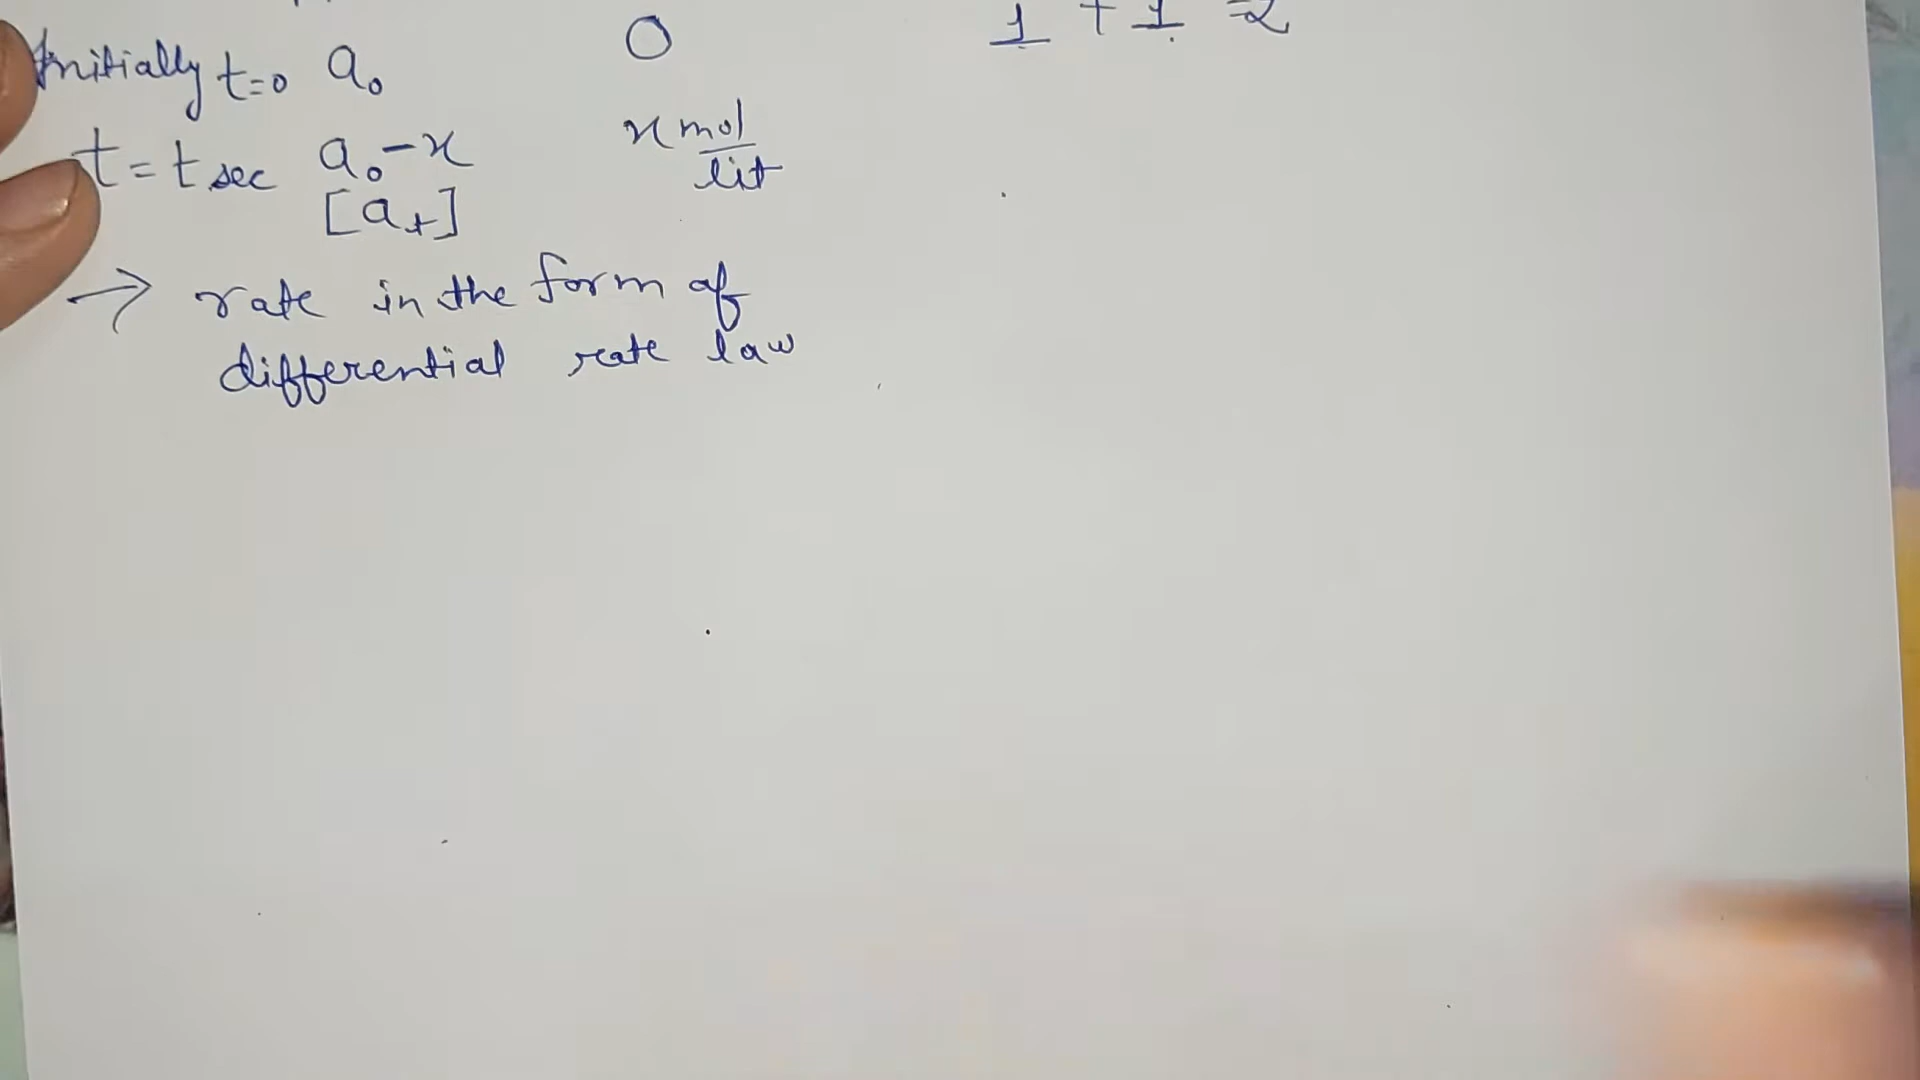 Initially t=0 a₀ 0 1 + 1 =2
t=t sec a₀-x x mol/lit
[aₜ]
→ rate in the form of
differential rate law